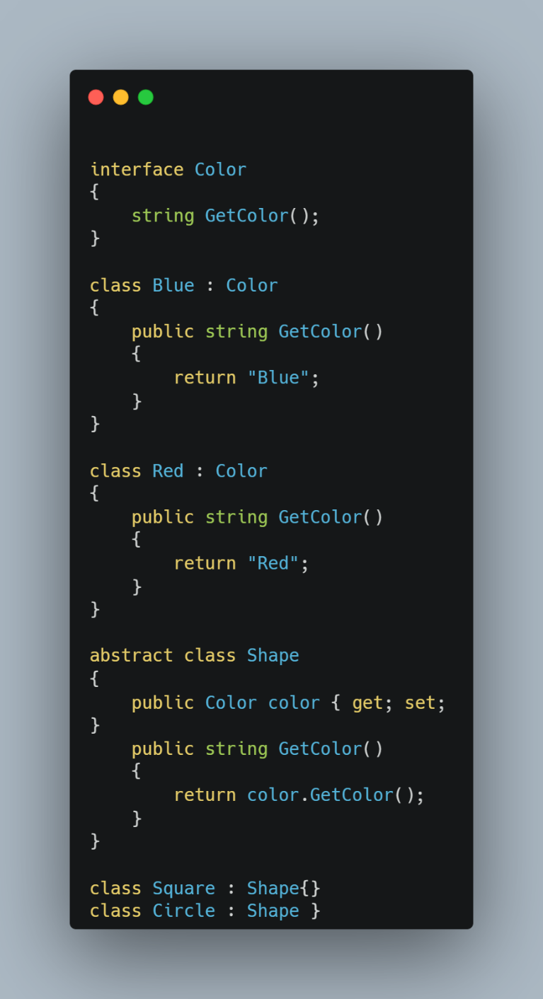 interface Color
{
    string GetColor();
}
class Blue : Color
{
    public string GetColor()
    {
        return "Blue";
    }
}
class Red : Color
{
    public string GetColor()
    {
        return "Red";
    }
}
abstract class Shape
{
    public Color color { get; set;
}
    public string GetColor()
    {
        return color.GetColor();
    }
}
class Square : Shape{}
class Circle : Shape }